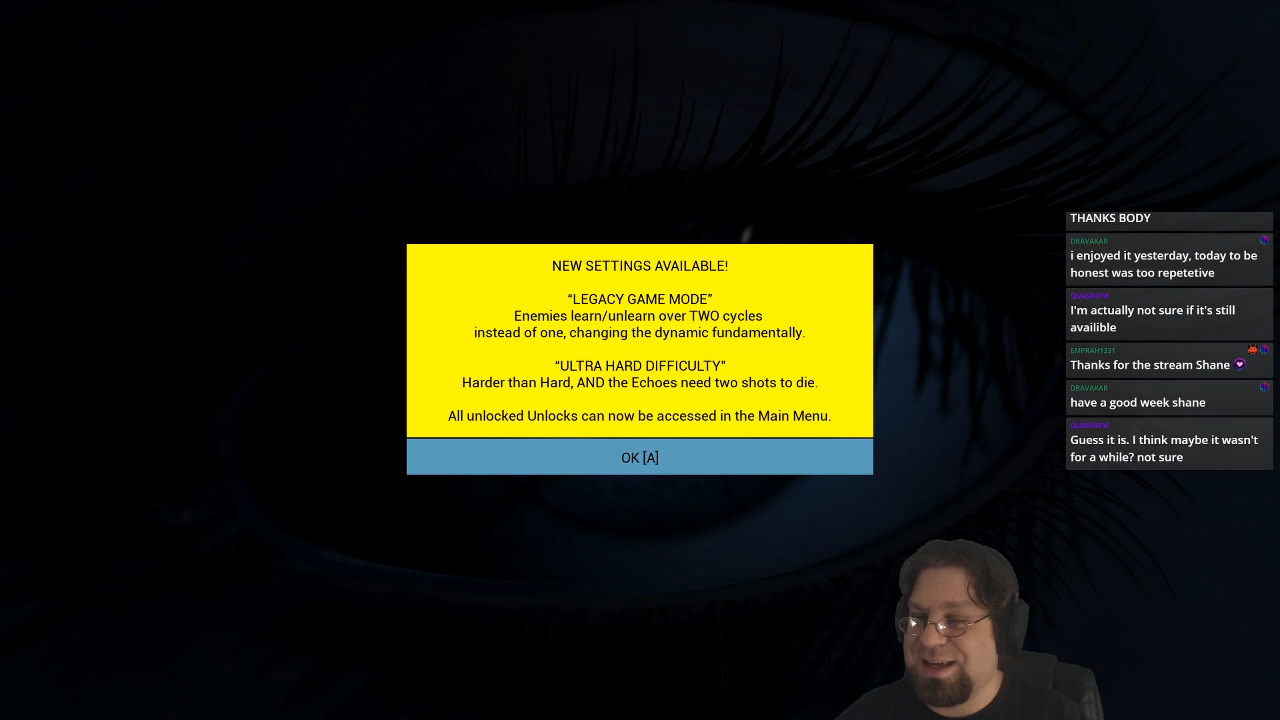 NEW SETTINGS AVAILABLE!
“LEGACY GAME MODE”
Enemies learn/unlearn over TWO cycles
instead of one, changing the dynamic fundamentally.
“ULTRA HARD DIFFICULTY”
Harder than Hard, AND the Echoes need two shots to die.
All unlocked Unlocks can now be accessed in the Main Menu.
OK [A]
THANKS BODY
DRAVAKAR
i enjoyed it yesterday, today to be
honest was too repetetive
I'm actually not sure if it's still
availible
EMPRAH1331
Thanks for the stream Shane
DRAVAKAR
have a good week shane
Guess it is. I think maybe it wasn't
for a while? not sure